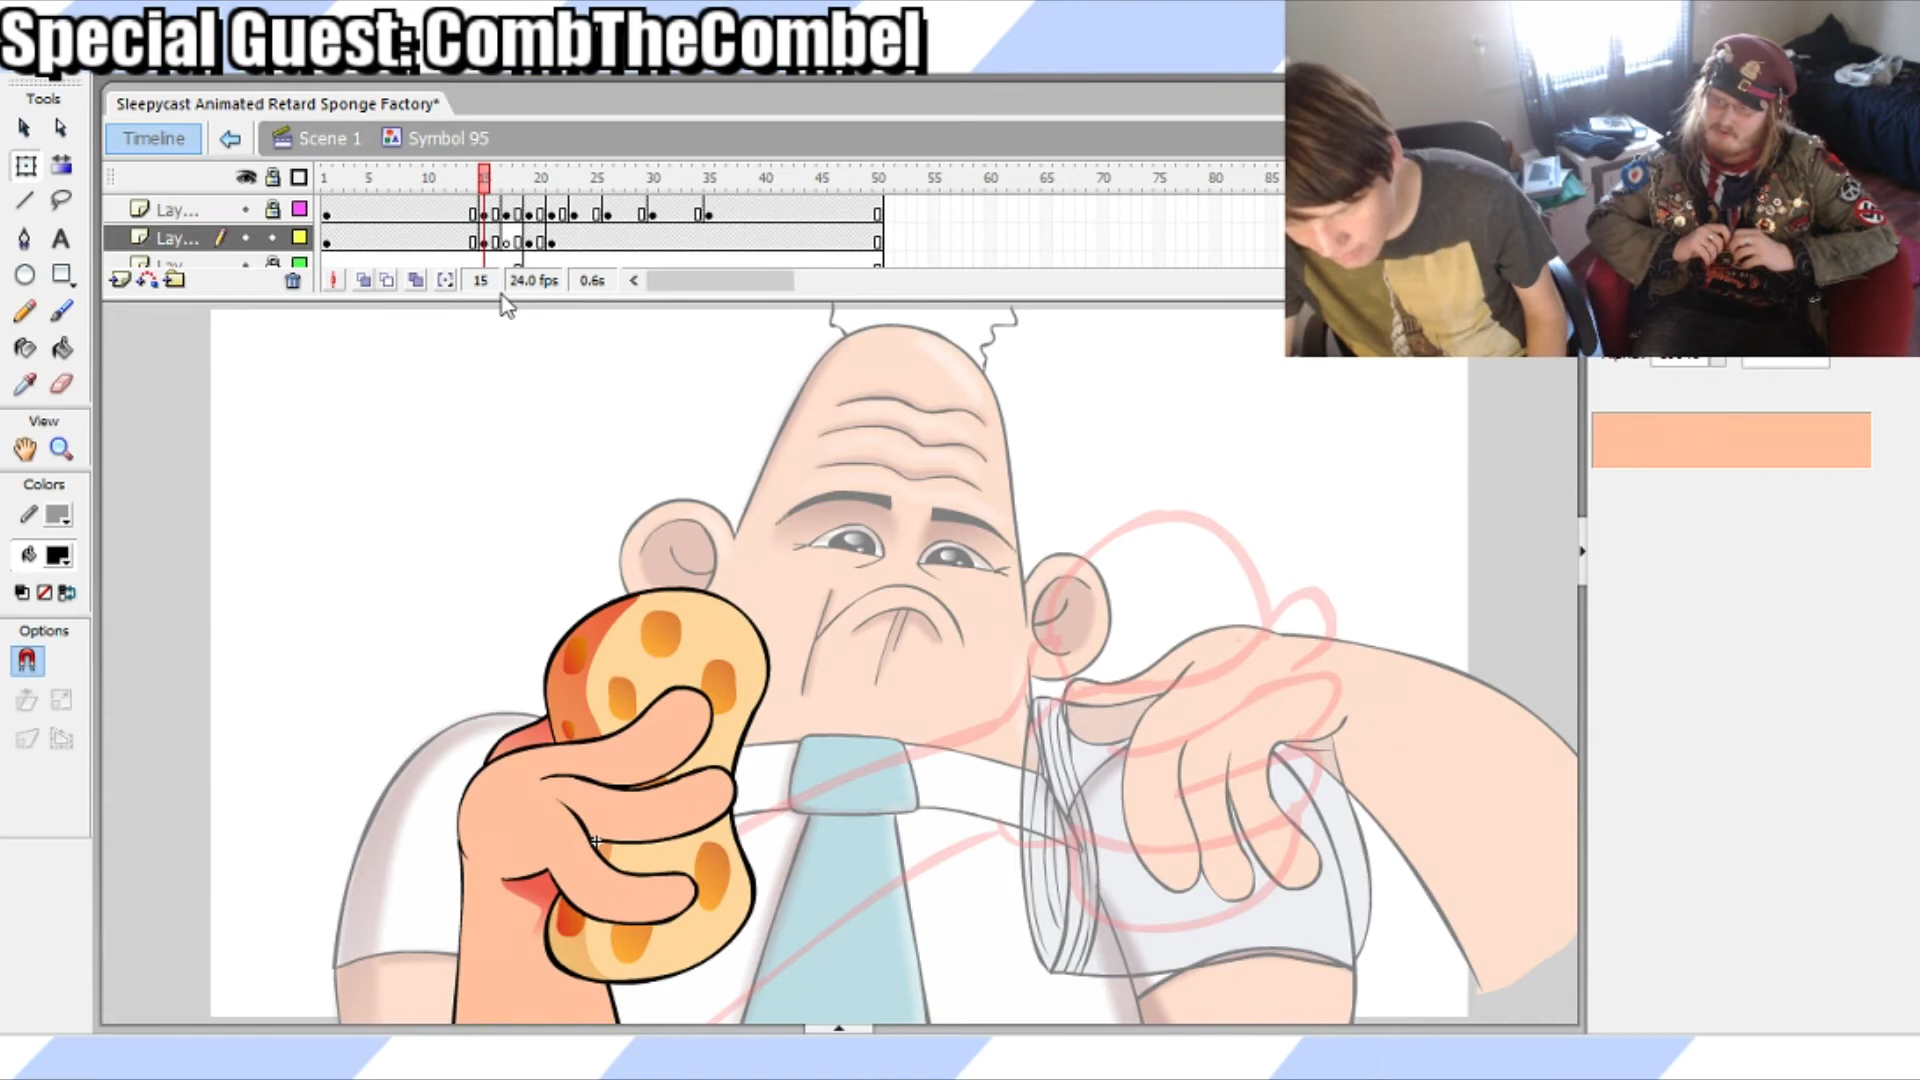 Special Guest: CombTheCombel
Tools
Sleepycast Animated Retard Sponge Factory*
Timeline
Scene 1
Symbol 95
1 5 10 15 20 25 30 35 40 45 50 55 60 65 70 75 80 85
Lay...
Lay...
15 24.0 fps 0.6s
A
View
Colors
Options